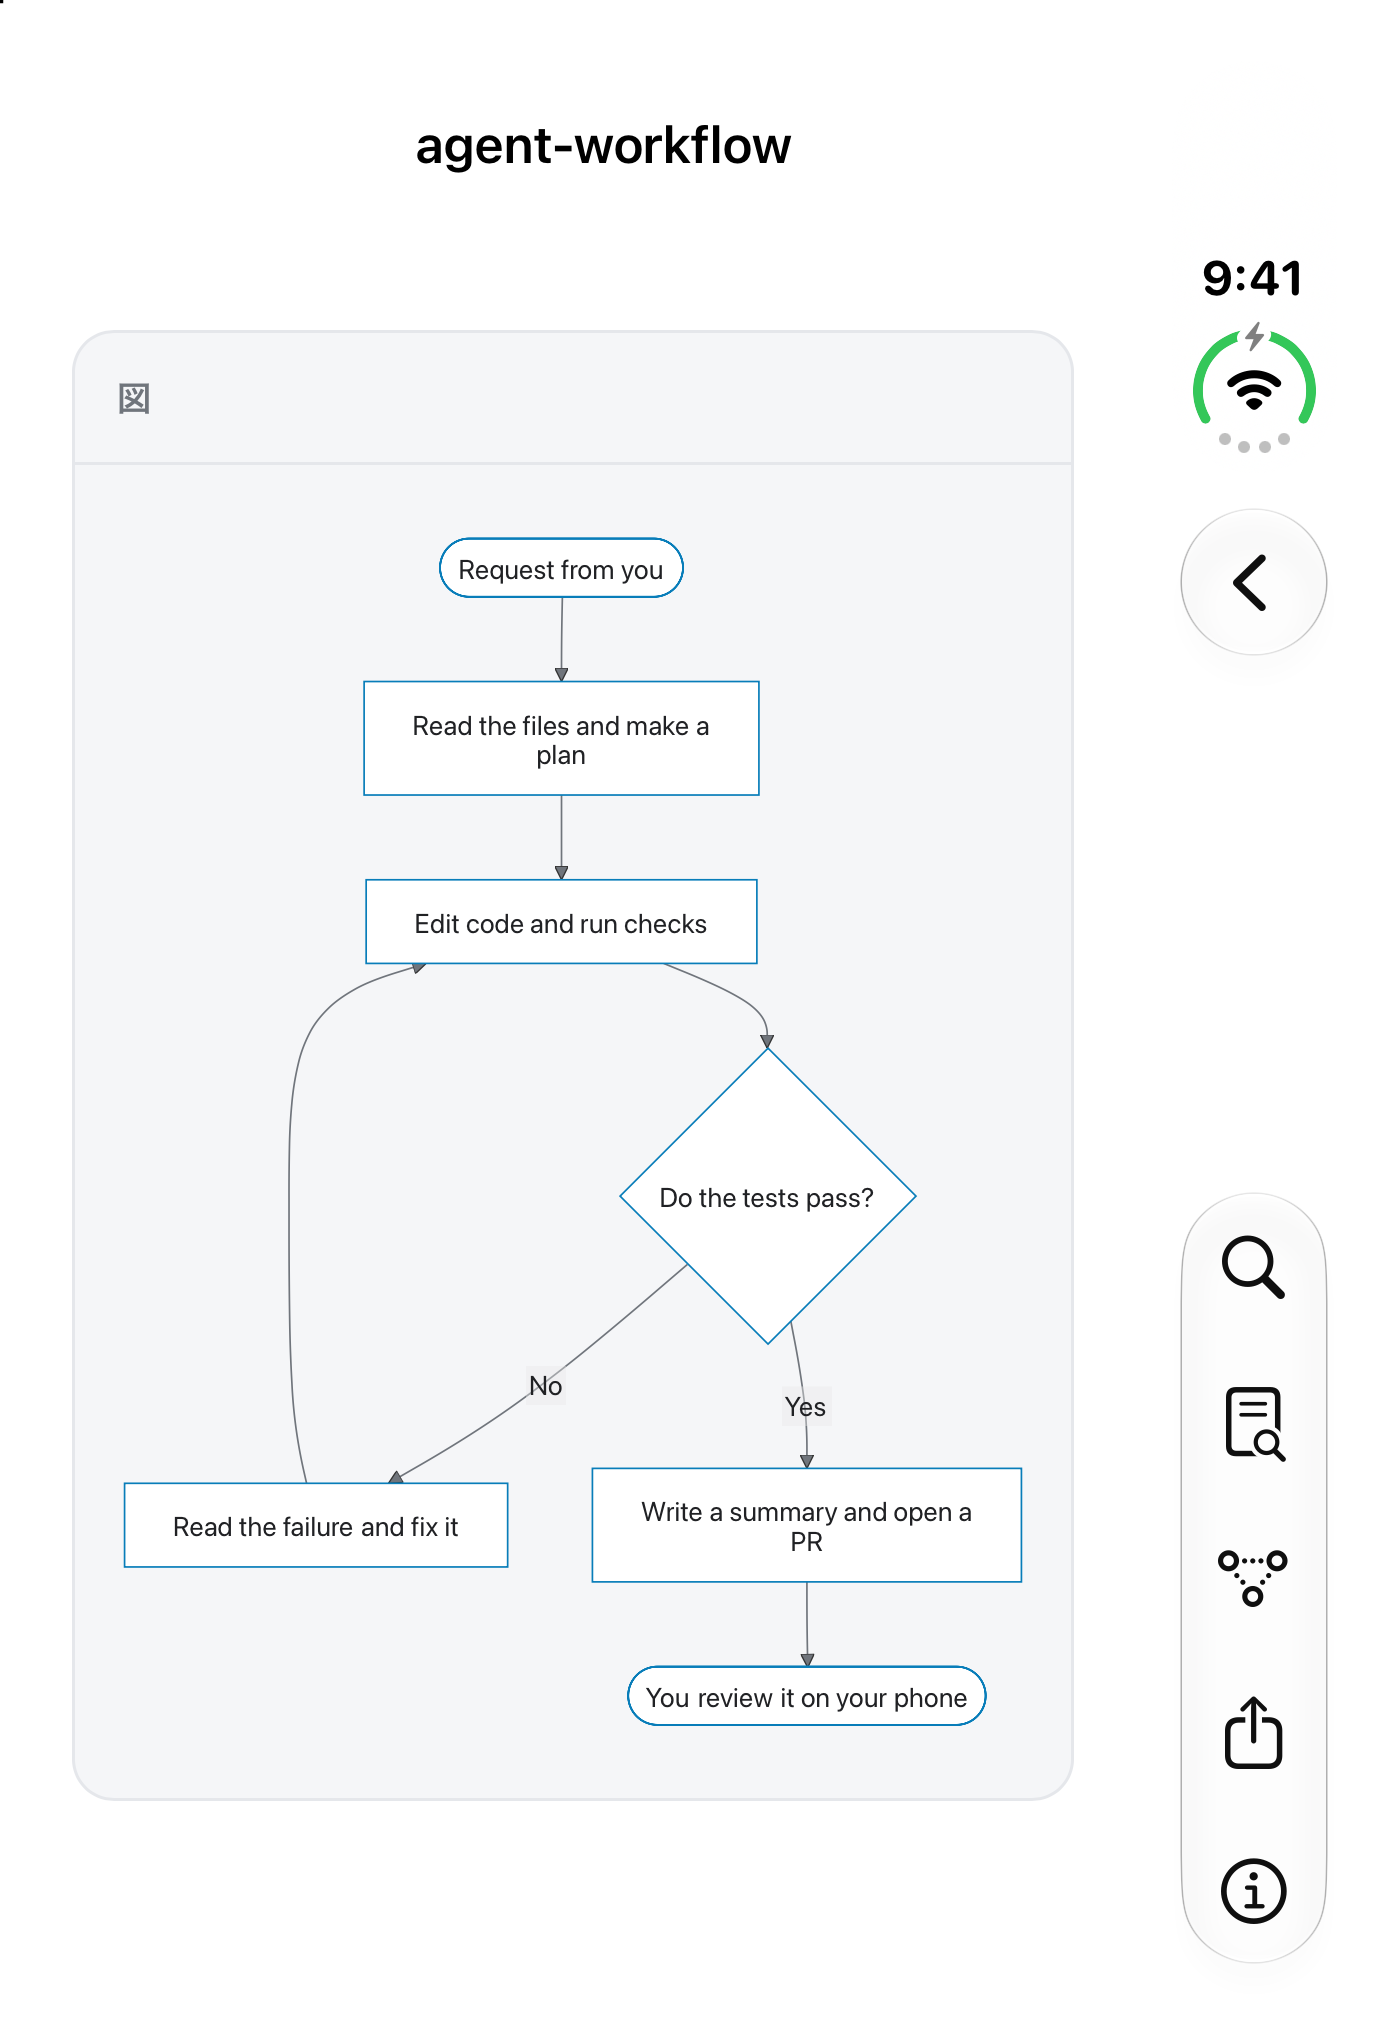 agent-workflow
9:41
図
Request from you
Read the files and make a
plan
Edit code and run checks
Do the tests pass?
No
Yes
Read the failure and fix it
Write a summary and open a
PR
You review it on your phone